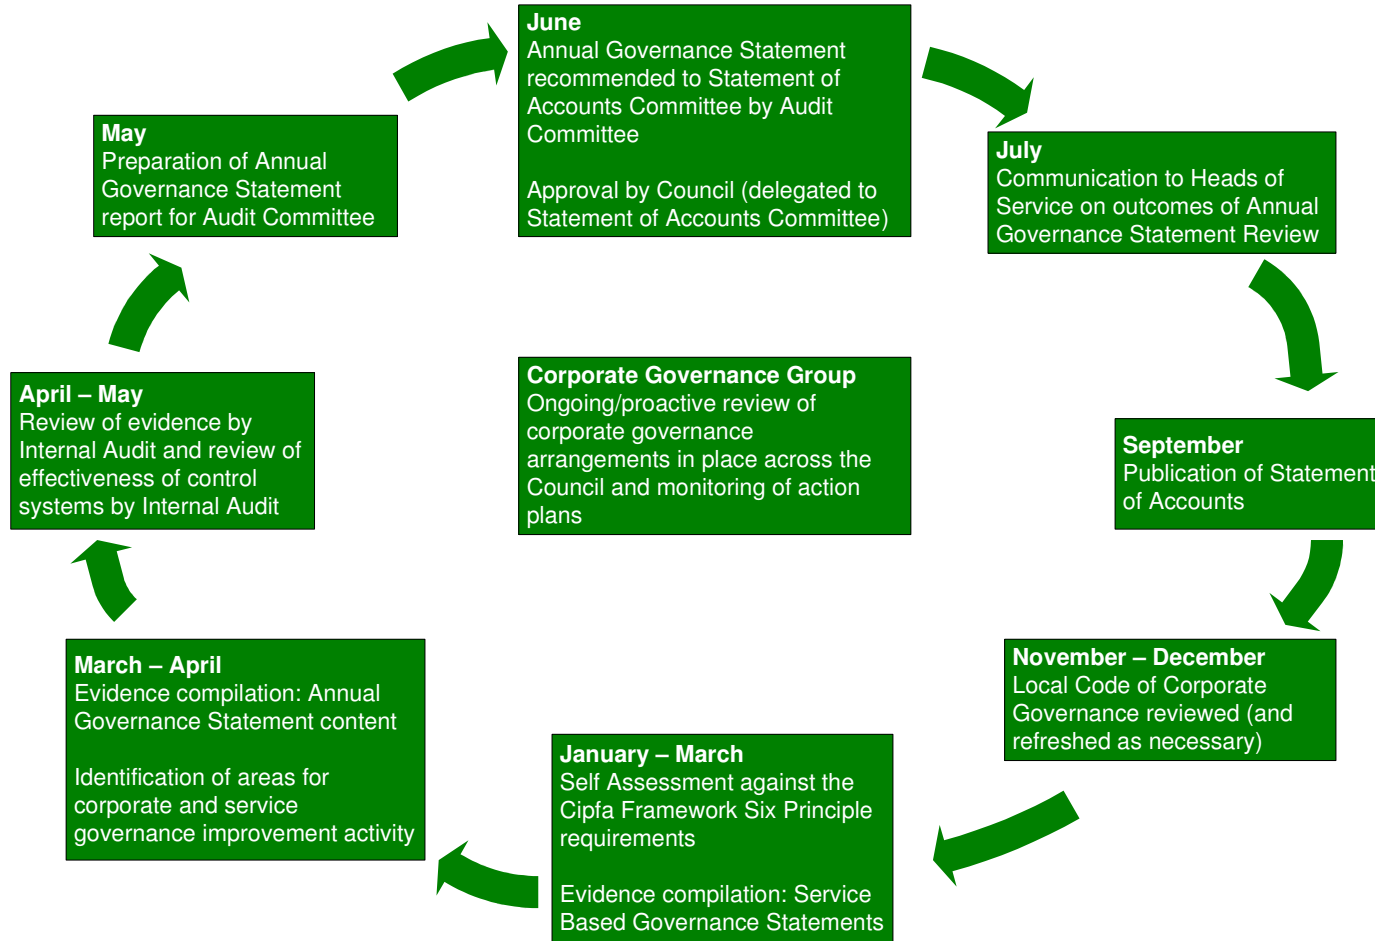 June
Annual Governance Statement
recommended to Statement of
Accounts Committee by Audit
Committee
Approval by Council (delegated to
Statement of Accounts Committee)
July
Communication to Heads of
Service on outcomes of Annual
Governance Statement Review
September
Publication of Statement
of Accounts
November – December
Local Code of Corporate
Governance reviewed (and
refreshed as necessary)
January – March
Self Assessment against the
Cipfa Framework Six Principle
requirements
Evidence compilation: Service
Based Governance Statements
March – April
Evidence compilation: Annual
Governance Statement content
Identification of areas for
corporate and service
governance improvement activity
April – May
Review of evidence by
Internal Audit and review of
effectiveness of control
systems by Internal Audit
May
Preparation of Annual
Governance Statement
report for Audit Committee
Corporate Governance Group
Ongoing/proactive review of
corporate governance
arrangements in place across the
Council and monitoring of action
plans